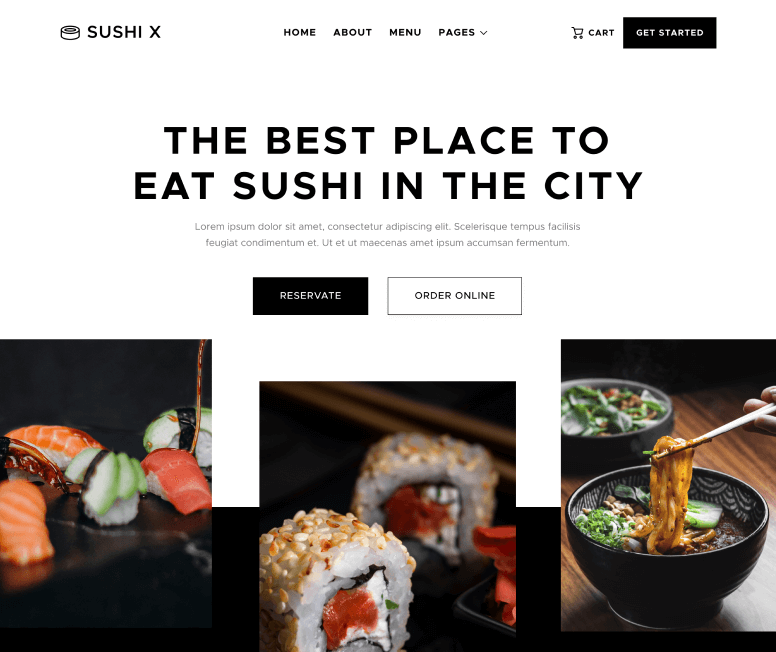 SUSHI X
HOME ABOUT MENU PAGES
CART
GET STARTED
THE BEST PLACE TO
EAT SUSHI IN THE CITY
Lorem ipsum dolor sit amet, consectetur adipiscing elit. Scelerisque tempus facilisis
feugiat condimentum et. Ut et ut maecenas amet ipsum accumsan fermentum.
RESERVATE
ORDER ONLINE